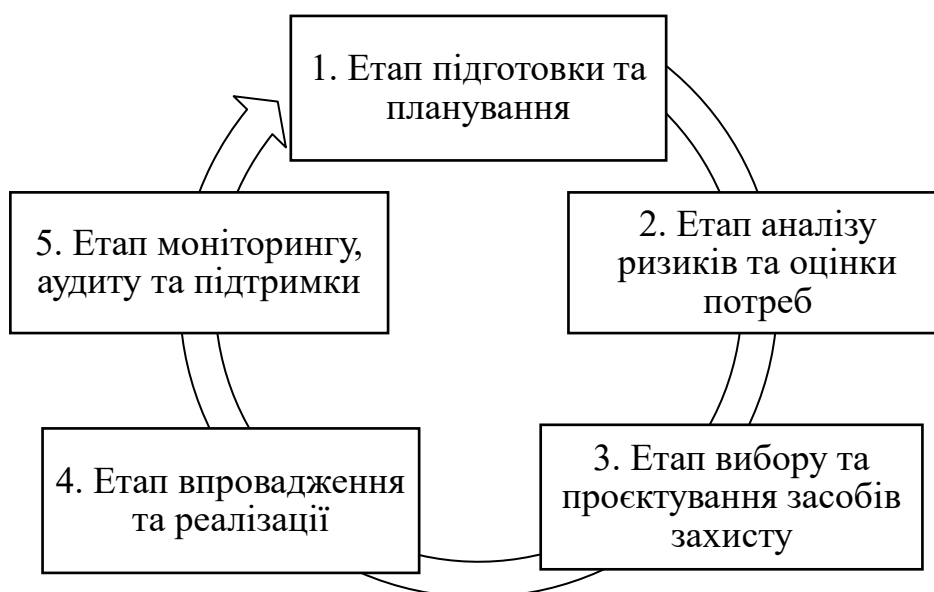 1. Етап підготовки та
планування
2. Етап аналізу
ризиків та оцінки
потреб
3. Етап вибору та
проєктування засобів
захисту
4. Етап впровадження
та реалізації
5. Етап моніторингу,
аудиту та підтримки